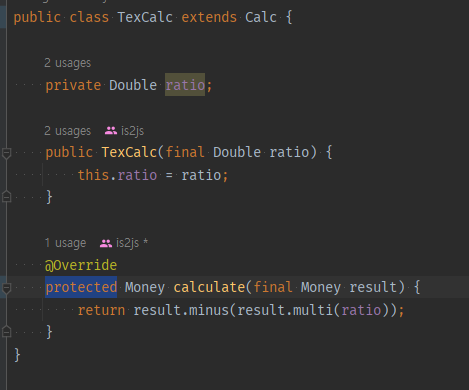 public class TexCalc extends Calc {
2 usages
private Double ratio;
2 usages is2js
public TexCalc(final Double ratio) {
this.ratio = ratio;
}
1 usage is2js *
@Override
protected Money calculate(final Money result) {
return result.minus(result.multi(ratio));
}
}